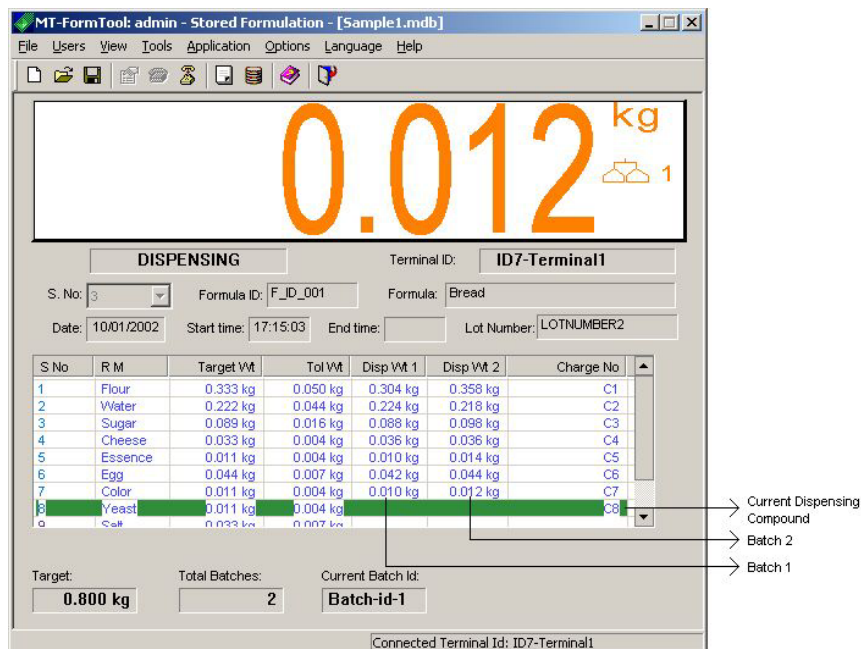 MT-FormTool: admin - Stored Formulation - [Sample1.mdb]
File Users View Tools Application Options Language Help
0.012 kg
1
DISPENSING Terminal ID: ID7-Terminal1
S. No: 3 Formula ID: F_ID_001 Formula: Bread
Date: 10/01/2002 Start time: 17:15:03 End time: Lot Number: LOTNUMBER2
S No R M Target Wt Tol Wt Disp Wt 1 Disp Wt 2 Charge No
1 Flour 0.333 kg 0.050 kg 0.304 kg 0.358 kg C1
2 Water 0.222 kg 0.044 kg 0.224 kg 0.218 kg C2
3 Sugar 0.089 kg 0.016 kg 0.088 kg 0.098 kg C3
4 Cheese 0.033 kg 0.004 kg 0.036 kg 0.036 kg C4
5 Essence 0.011 kg 0.004 kg 0.010 kg 0.014 kg C5
6 Egg 0.044 kg 0.007 kg 0.042 kg 0.044 kg C6
7 Color 0.011 kg 0.004 kg 0.010 kg 0.012 kg C7
8 Yeast 0.011 kg 0.004 kg C8
9 Salt 0.033 kg 0.007 kg
Current Dispensing
Compound
Batch 2
Batch 1
Target: Total Batches: Current Batch Id:
0.800 kg 2 Batch-id-1
Connected Terminal Id: ID7-Terminal1